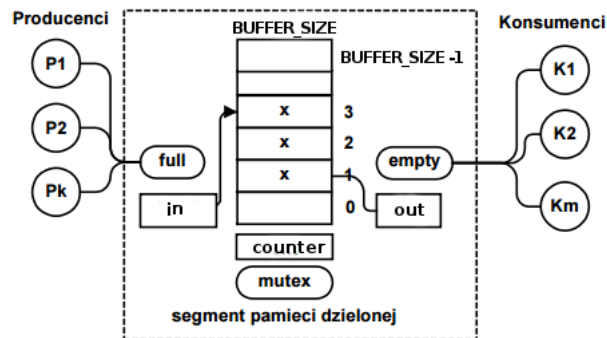 Producenci
BUFFER_SIZE
Konsumenci
BUFFER_SIZE -1
P1
K1
x
3
P2
x
2
K2
full
empty
x
1
Pk
in
0
out
Km
counter
mutex
segment pamieci dzielonej